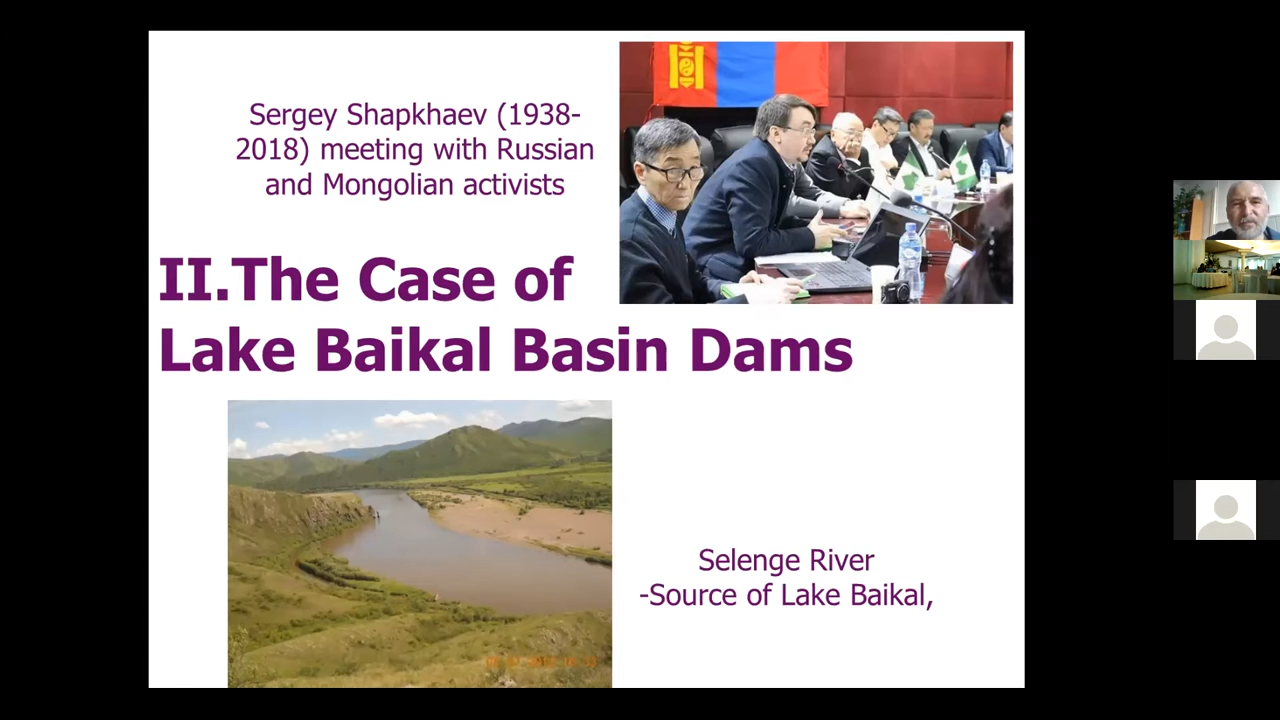 Sergey Shapkhaev (1938-
2018) meeting with Russian
and Mongolian activists
II.The Case of
Lake Baikal Basin Dams
Selenge River
-Source of Lake Baikal,